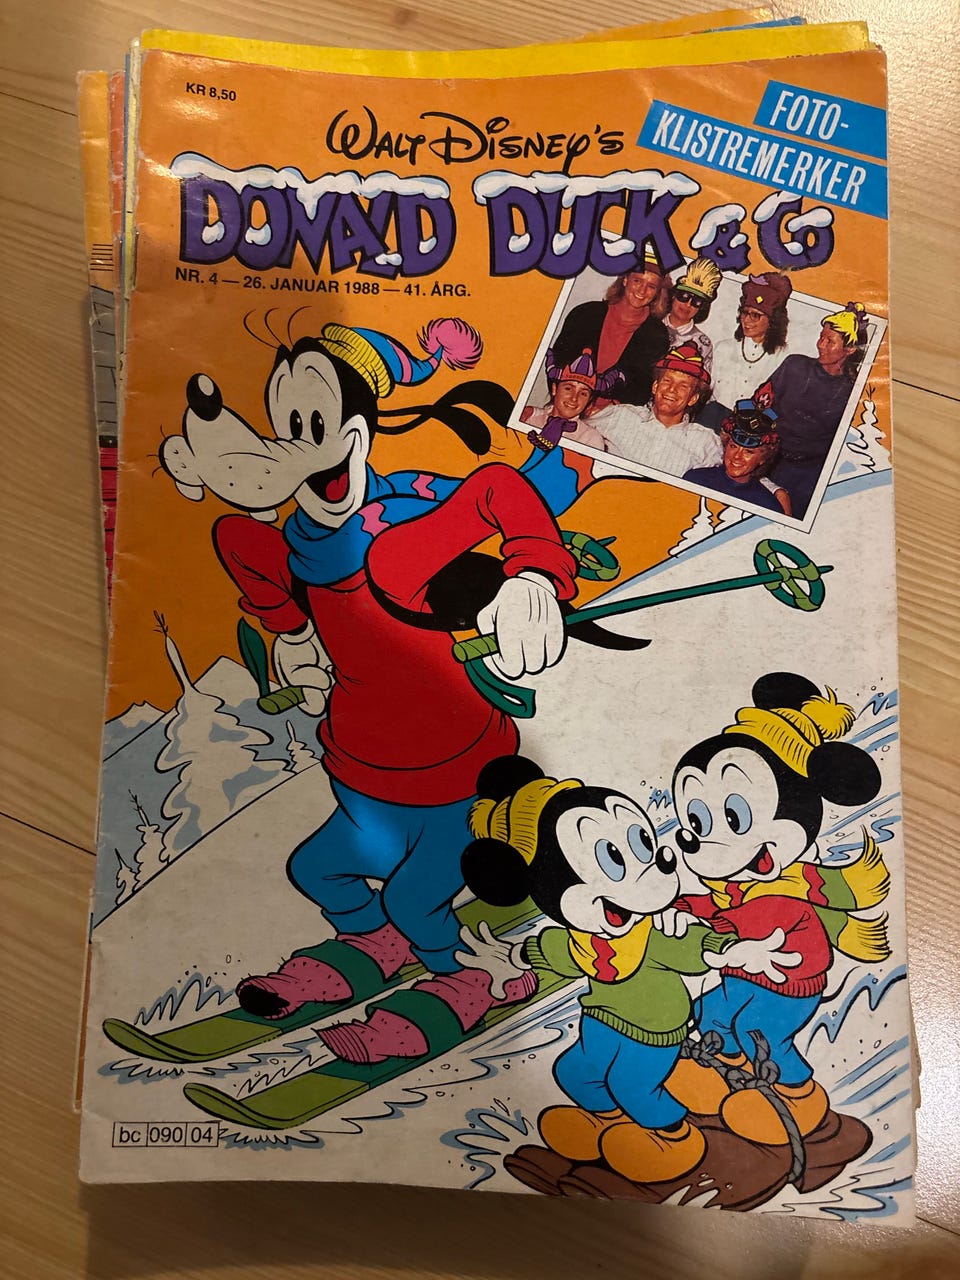 KR 8,50
FOTO-
KLISTREMERKER
WALT DISNEY'S
DONALD DUCK & Co
NR. 4 — 26. JANUAR 1988 — 41. ÅRG.
bc 090 04